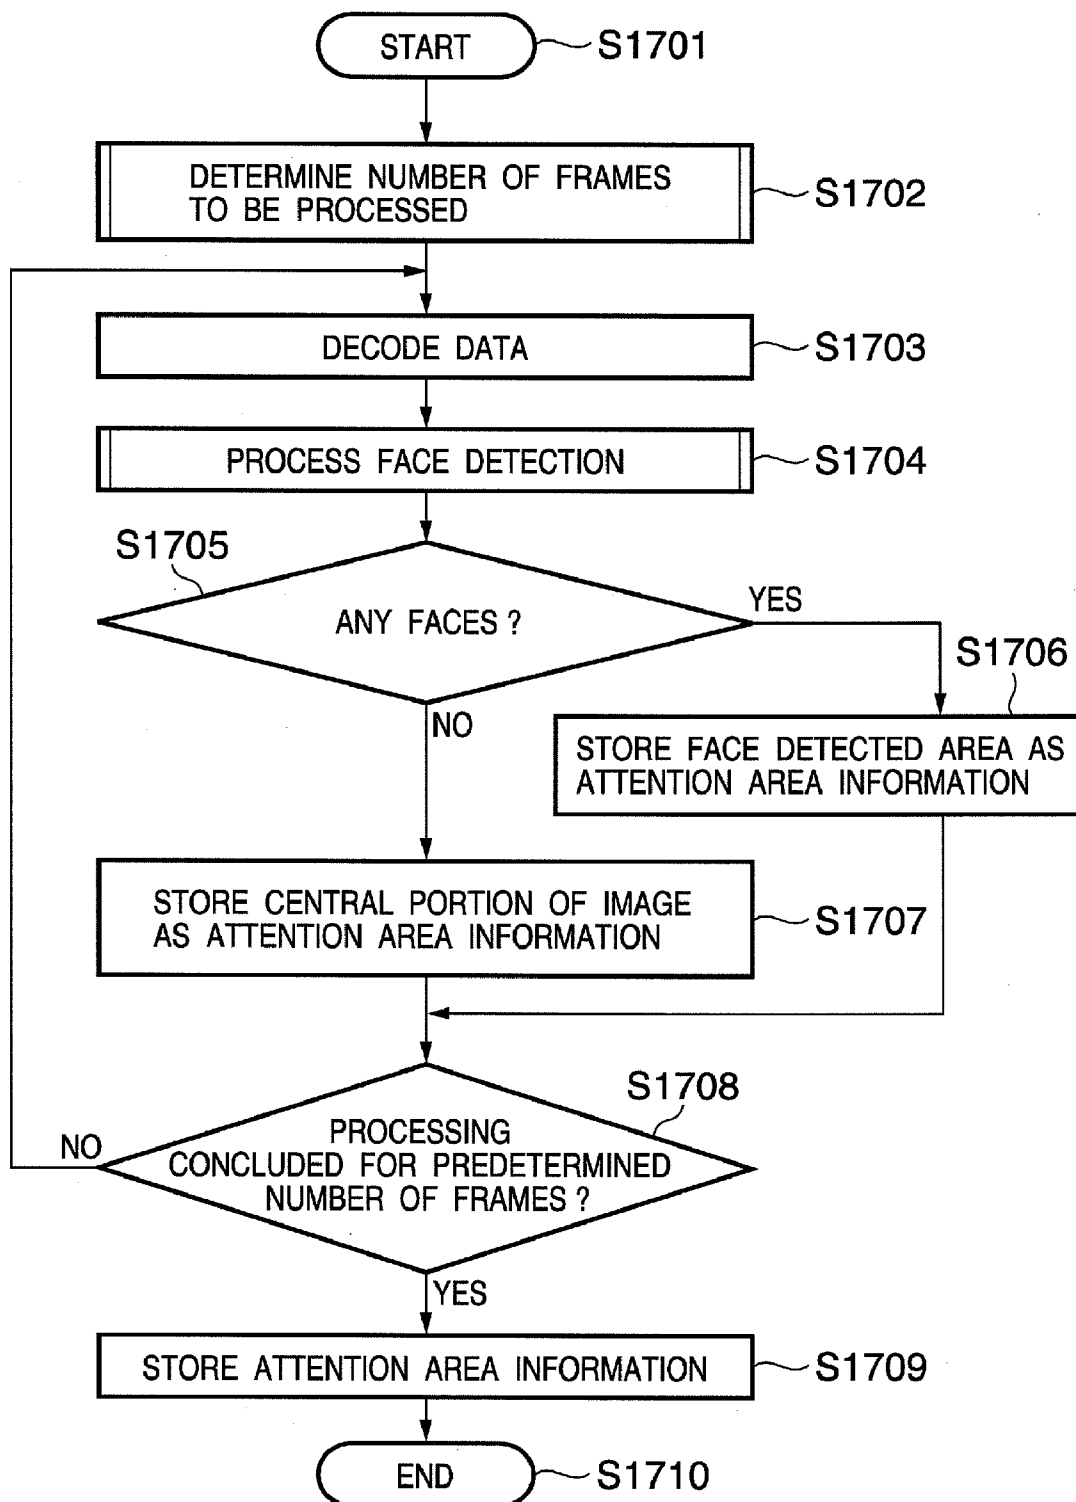 START
S1701
DETERMINE NUMBER OF FRAMES
TO BE PROCESSED
S1702
DECODE DATA
S1703
PROCESS FACE DETECTION
S1704
S1705
ANY FACES ?
YES
NO
S1706
STORE FACE DETECTED AREA AS
ATTENTION AREA INFORMATION
STORE CENTRAL PORTION OF IMAGE
AS ATTENTION AREA INFORMATION
S1707
S1708
PROCESSING
CONCLUDED FOR PREDETERMINED
NUMBER OF FRAMES ?
NO
YES
STORE ATTENTION AREA INFORMATION
S1709
END
S1710